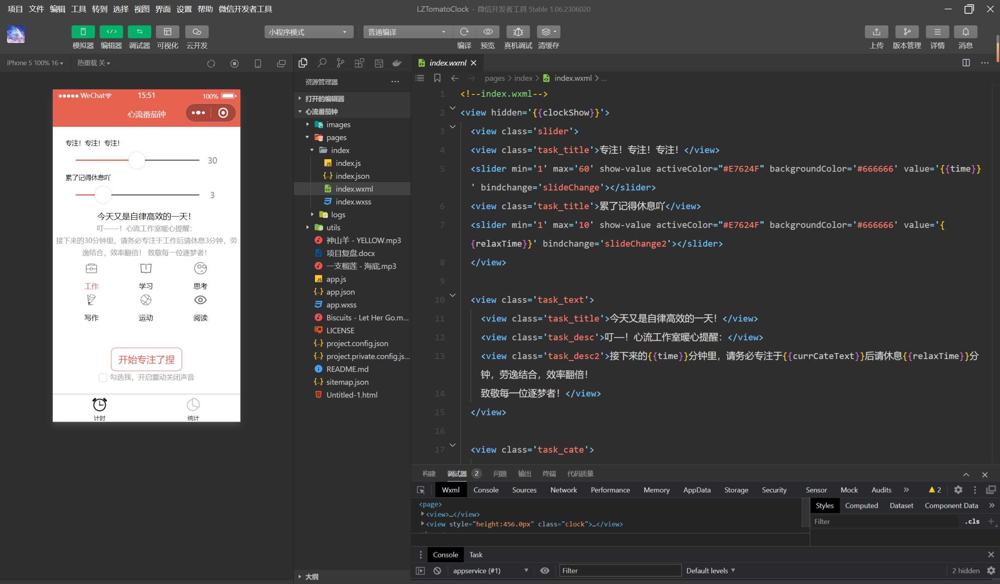 项目 文件 编辑 工具 转到 选择 视图 界面 设置 帮助 微信开发者工具
LZTomatoClock - 微信开发者工具 Stable 1.06.2306020
模拟器 编辑器 调试器 可视化 云开发
小程序模式
普通编译
编译 预览 真机调试 清缓存
上传 版本管理 详情 消息
iPhone 5 100% 16 热重载 关
WeChat 15:51 100%
心流番茄钟
专注！专注！专注！
30
累了记得休息吖
3
今天又是自律高效的一天！
叮——！心流工作室暖心提醒：
接下来的30分钟里，请务必专注于工作后请休息3分钟，劳
逸结合，效率翻倍！ 致敬每一位逐梦者！
工作 学习 思考
写作 运动 阅读
开始专注了捏
勾选我，开启震动关闭声音
计时 统计
资源管理器
打开的编辑器
心流番茄钟
images
pages
index
JS index.js
{..} index.json
index.wxml
index.wxss
logs
utils
神山羊 - YELLOW.mp3
项目复盘.docx
一支榴莲 - 海底.mp3
JS app.js
{..} app.json
app.wxss
Biscuits - Let Her Go.m...
LICENSE
{..} project.config.json
{..} project.private.config.js...
README.md
{..} sitemap.json
Untitled-1.html
大纲
index.wxml
pages > index > index.wxml > ...
1 <!--index.wxml-->
2 <view hidden='{{clockShow}}'>
3 <view class='slider'>
4 <view class='task_title'>专注！专注！专注！</view>
5 <slider min='1' max='60' show-value activeColor="#E7624F" backgroundColor='#666666' value='{{time}}
' bindchange='slideChange'></slider>
6 <view class='task_title'>累了记得休息吖</view>
7 <slider min='1' max='10' show-value activeColor="#E7624F" backgroundColor='#666666' value='{
{relaxTime}}' bindchange='slideChange2'></slider>
8 </view>
9
10 <view class='task_text'>
11 <view class='task_title'>今天又是自律高效的一天！</view>
12 <view class='task_desc'>叮——！心流工作室暖心提醒：</view>
13 <view class='task_desc2'>接下来的{{time}}分钟里，请务必专注于{{currCateText}}后请休息{{relaxTime}}分
钟，劳逸结合，效率翻倍！
14 致敬每一位逐梦者！</view>
15 </view>
16
17 <view class='task_cate'>
构建 调试器 2 问题 输出 终端 代码质量
Wxml Console Sources Network Performance Memory AppData Storage Security Sensor Mock Audits 2
<page>
<view>…</view>
<view style="height:456.0px" class="clock">…</view>
Styles Computed Dataset Component Data
Filter .cls
Console Task
appservice (#1) Filter Default levels 2 hidden